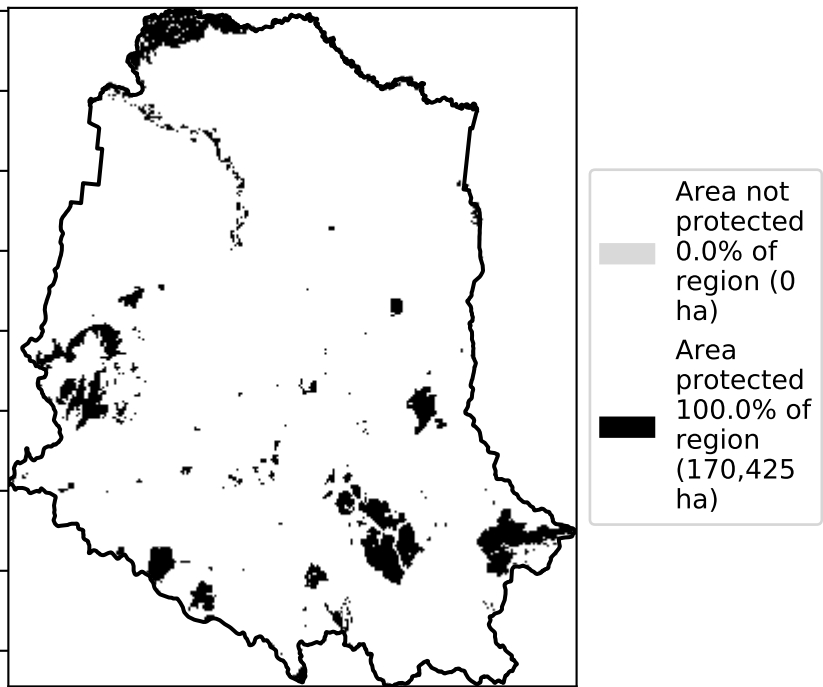 Area not
protected
0.0% of
region (0
ha)
Area
protected
100.0% of
region
(170,425
ha)